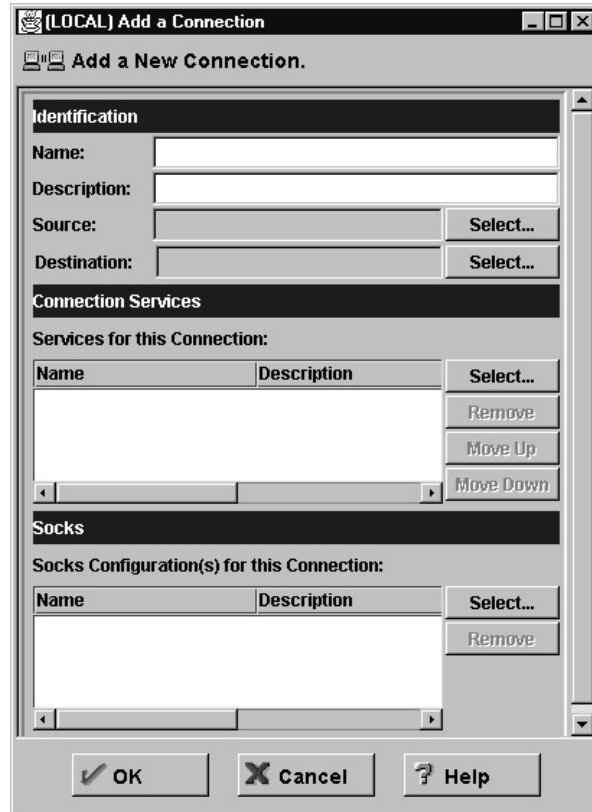 (LOCAL) Add a Connection
Add a New Connection.
Identification
Name:
Description:
Source: Select...
Destination: Select...
Connection Services
Services for this Connection:
Name Description Select...
Remove
Move Up
Move Down
Socks
Socks Configuration(s) for this Connection:
Name Description Select...
Remove
OK Cancel Help